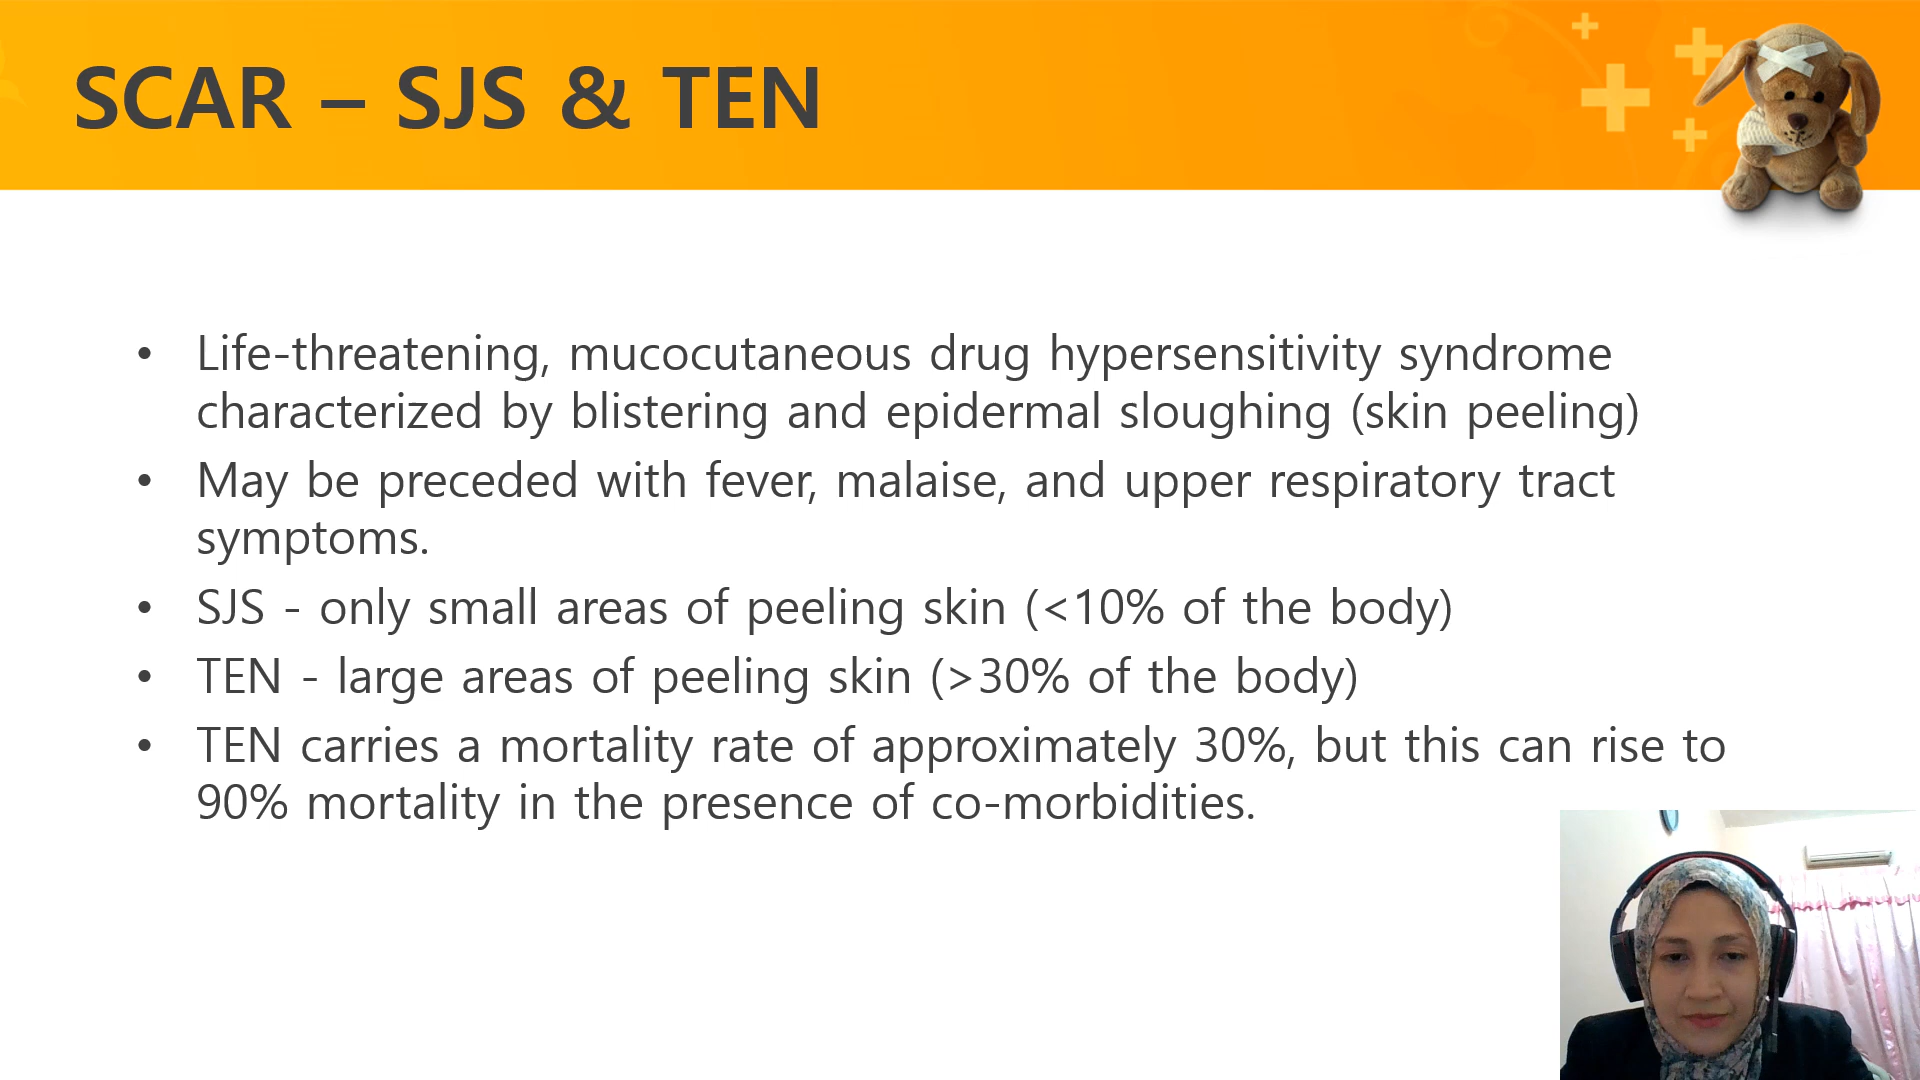 SCAR – SJS & TEN
• Life-threatening, mucocutaneous drug hypersensitivity syndrome
characterized by blistering and epidermal sloughing (skin peeling)
• May be preceded with fever, malaise, and upper respiratory tract
symptoms.
• SJS - only small areas of peeling skin (<10% of the body)
• TEN - large areas of peeling skin (>30% of the body)
• TEN carries a mortality rate of approximately 30%, but this can rise to
90% mortality in the presence of co-morbidities.